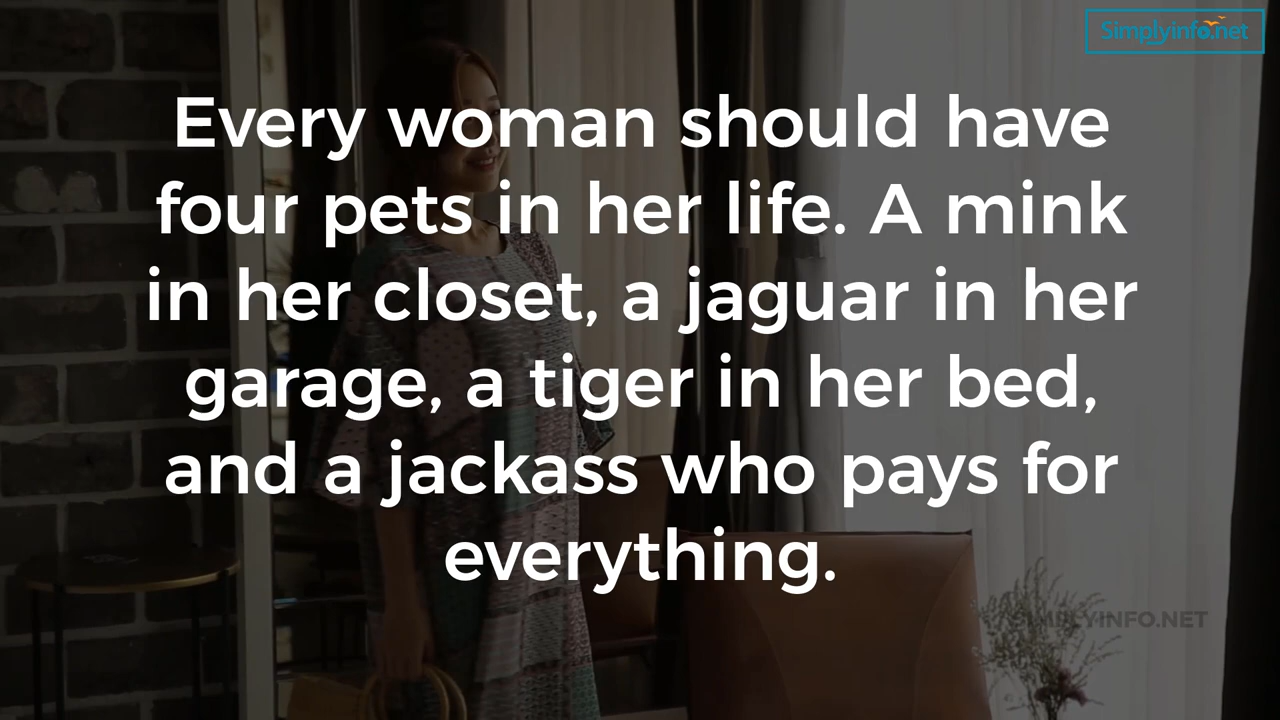 Simplyinfo.net
Every woman should have
four pets in her life. A mink
in her closet, a jaguar in her
garage, a tiger in her bed,
and a jackass who pays for
everything.
SIMPLYINFO.NET